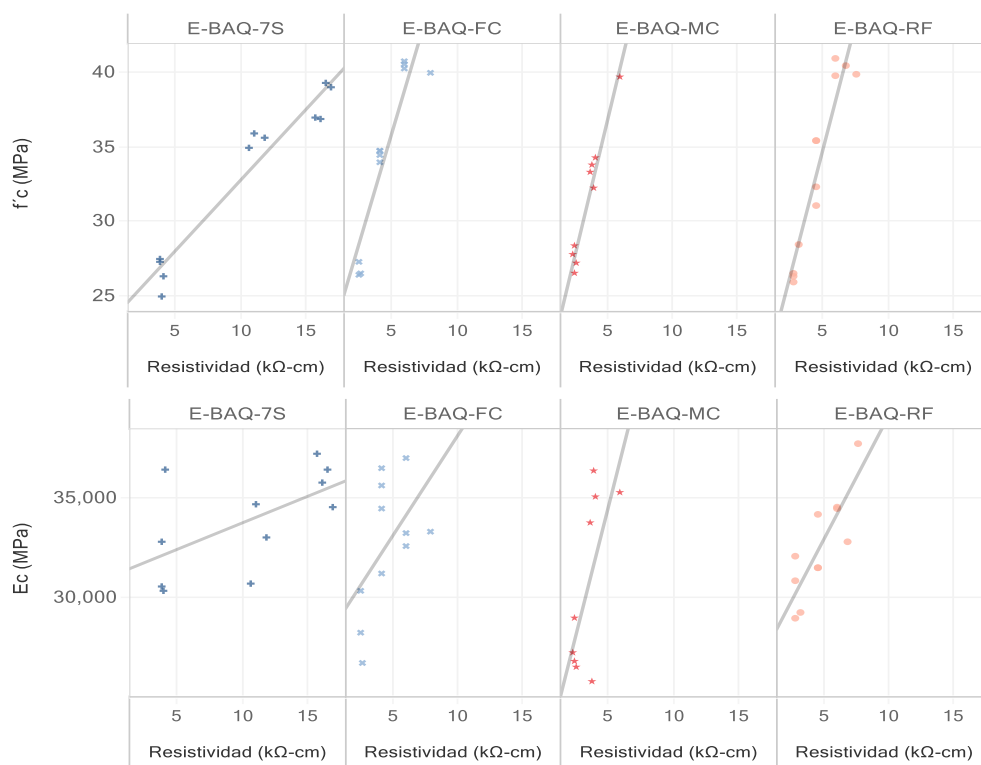 E-BAQ-7S E-BAQ-FC E-BAQ-MC E-BAQ-RF
f´c (MPa)
40
35
30
25
5 10 15 5 10 15 5 10 15 5 10 15
Resistividad (kΩ-cm) Resistividad (kΩ-cm) Resistividad (kΩ-cm) Resistividad (kΩ-cm)
E-BAQ-7S E-BAQ-FC E-BAQ-MC E-BAQ-RF
Ec (MPa)
35,000
30,000
5 10 15 5 10 15 5 10 15 5 10 15
Resistividad (kΩ-cm) Resistividad (kΩ-cm) Resistividad (kΩ-cm) Resistividad (kΩ-cm)